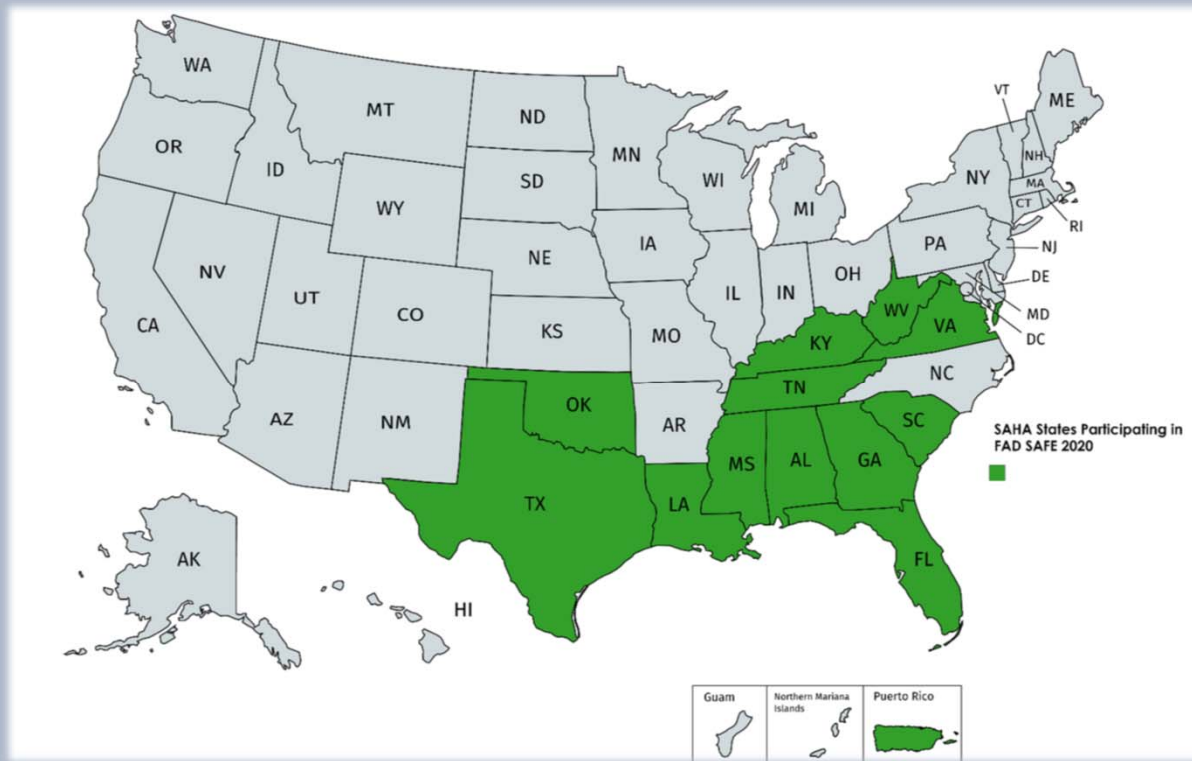 WA
MT
ND
MN
VT
ME
OR
ID
SD
WI
MI
NY
NH
MA
CT
RI
WY
NE
IA
PA
NJ
NV
UT
CO
IL
IN
OH
DE
MD
DC
CA
KS
MO
KY
WV
VA
AZ
NM
OK
AR
TN
NC
SC
SAHA States Participating in
FAD SAFE 2020
TX
LA
MS
AL
GA
FL
AK
HI
Guam
Northern Mariana
Islands
Puerto Rico